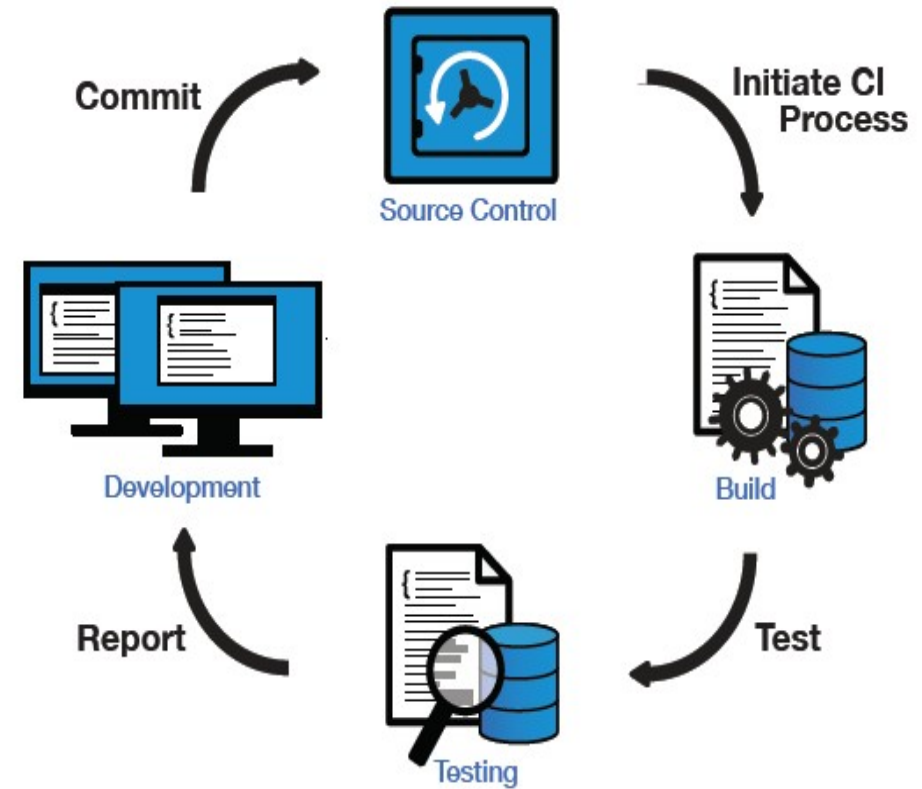 Commit
Initiate CI
Process
Source Control
Development
Build
Report
Test
Testing